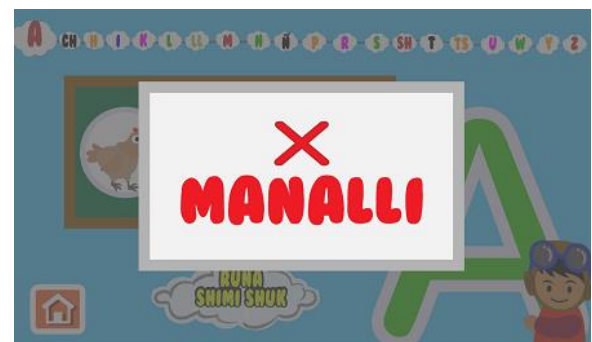 A CH H I K L LL M N Ñ P R S SH T TS U W Y Z
MANALLI
RUNA
SHIMI SHUK
A